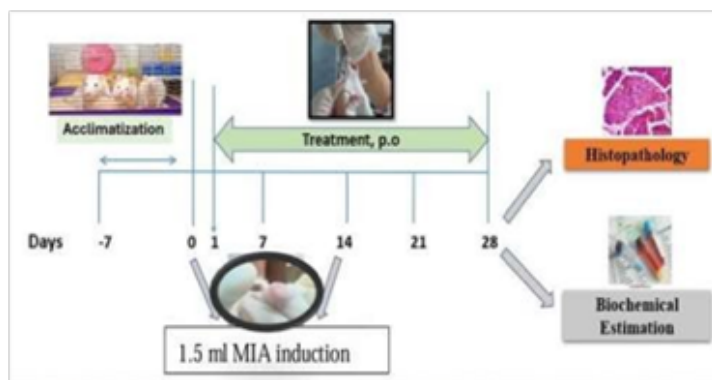 Acclimatization
Treatment, p.o
Histopathology
Days -7 0 1 7 14 21 28
Biochemical
Estimation
1.5 ml MIA induction